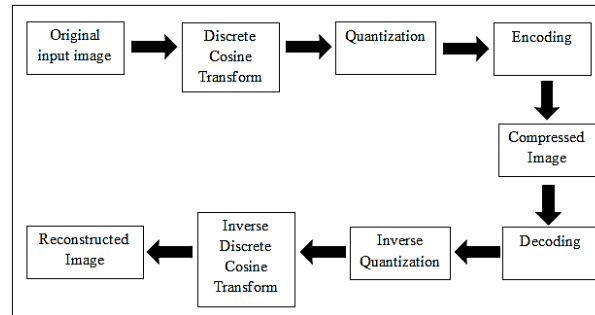 Original
input image
Discrete
Cosine
Transform
Quantization
Encoding
Compressed
Image
Decoding
Inverse
Quantization
Inverse
Discrete
Cosine
Transform
Reconstructed
Image